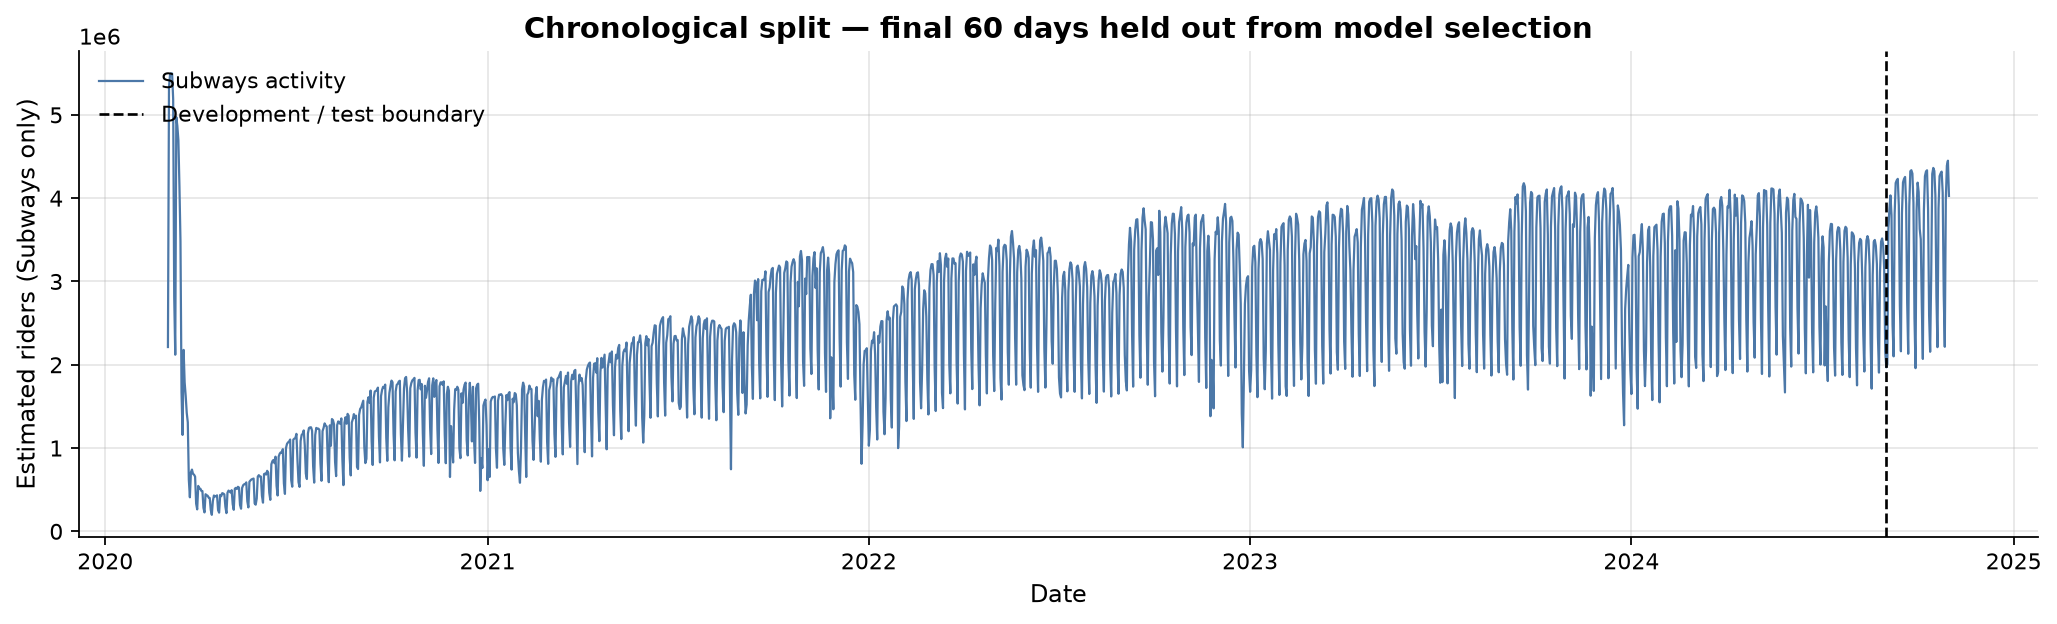 Chronological split — final 60 days held out from model selection
1e6
Subways activity
Development / test boundary
Estimated riders (Subways only)
5
4
3
2
1
0
2020
2021
2022
2023
2024
2025
Date